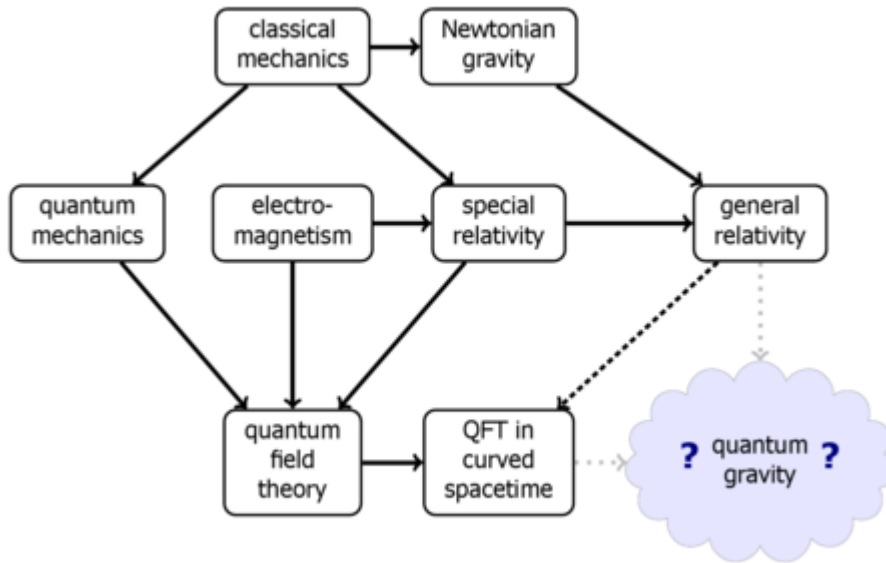 classical
mechanics
Newtonian
gravity
quantum
mechanics
electro-
magnetism
special
relativity
general
relativity
quantum
field
theory
QFT in
curved
spacetime
? quantum ?
gravity